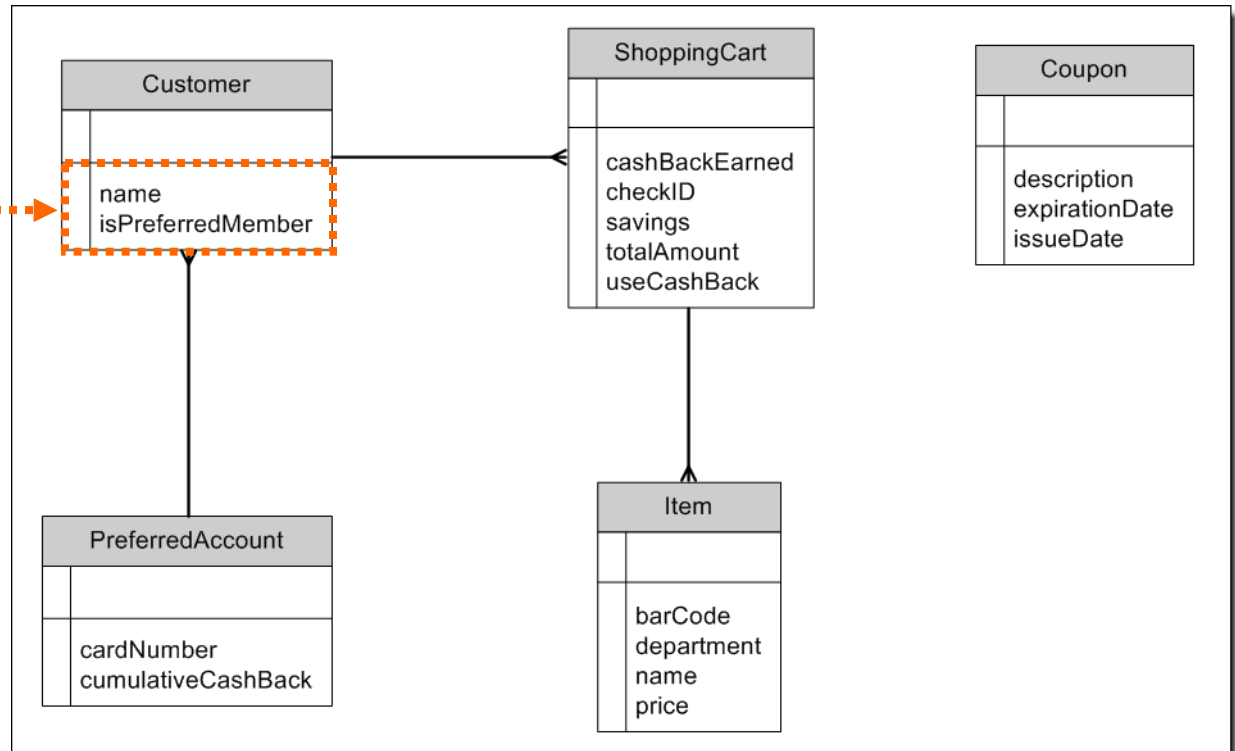 Customer
name
isPreferredMember
ShoppingCart
cashBackEarned
checkID
savings
totalAmount
useCashBack
Coupon
description
expirationDate
issueDate
PreferredAccount
cardNumber
cumulativeCashBack
Item
barCode
department
name
price